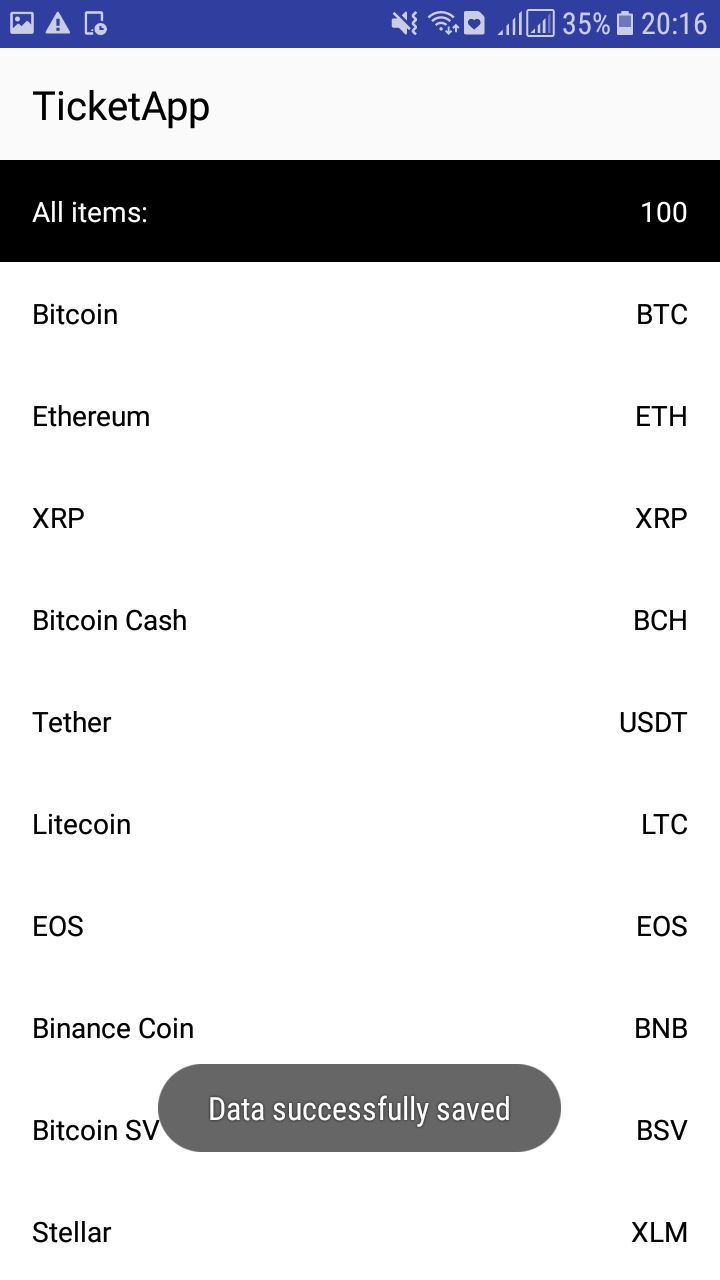 35% 20:16
TicketApp
All items: 100
Bitcoin BTC
Ethereum ETH
XRP XRP
Bitcoin Cash BCH
Tether USDT
Litecoin LTC
EOS EOS
Binance Coin BNB
Data successfully saved
Bitcoin SV BSV
Stellar XLM